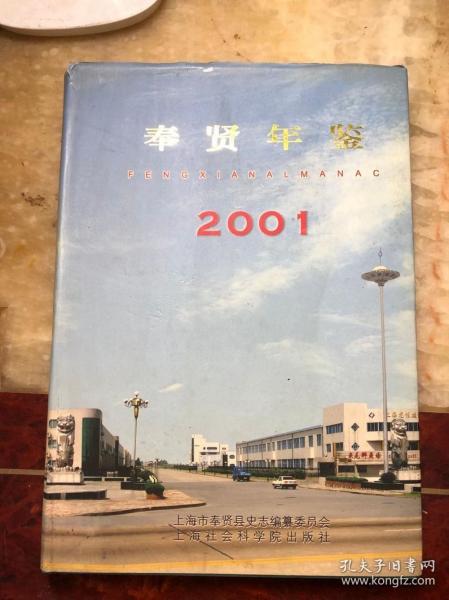 奉贤年鉴
FENGXIANALMANAC
2001
上海市奉贤县史志编纂委员会
上海社会科学院出版社
孔夫子旧书网
www.kongfz.com